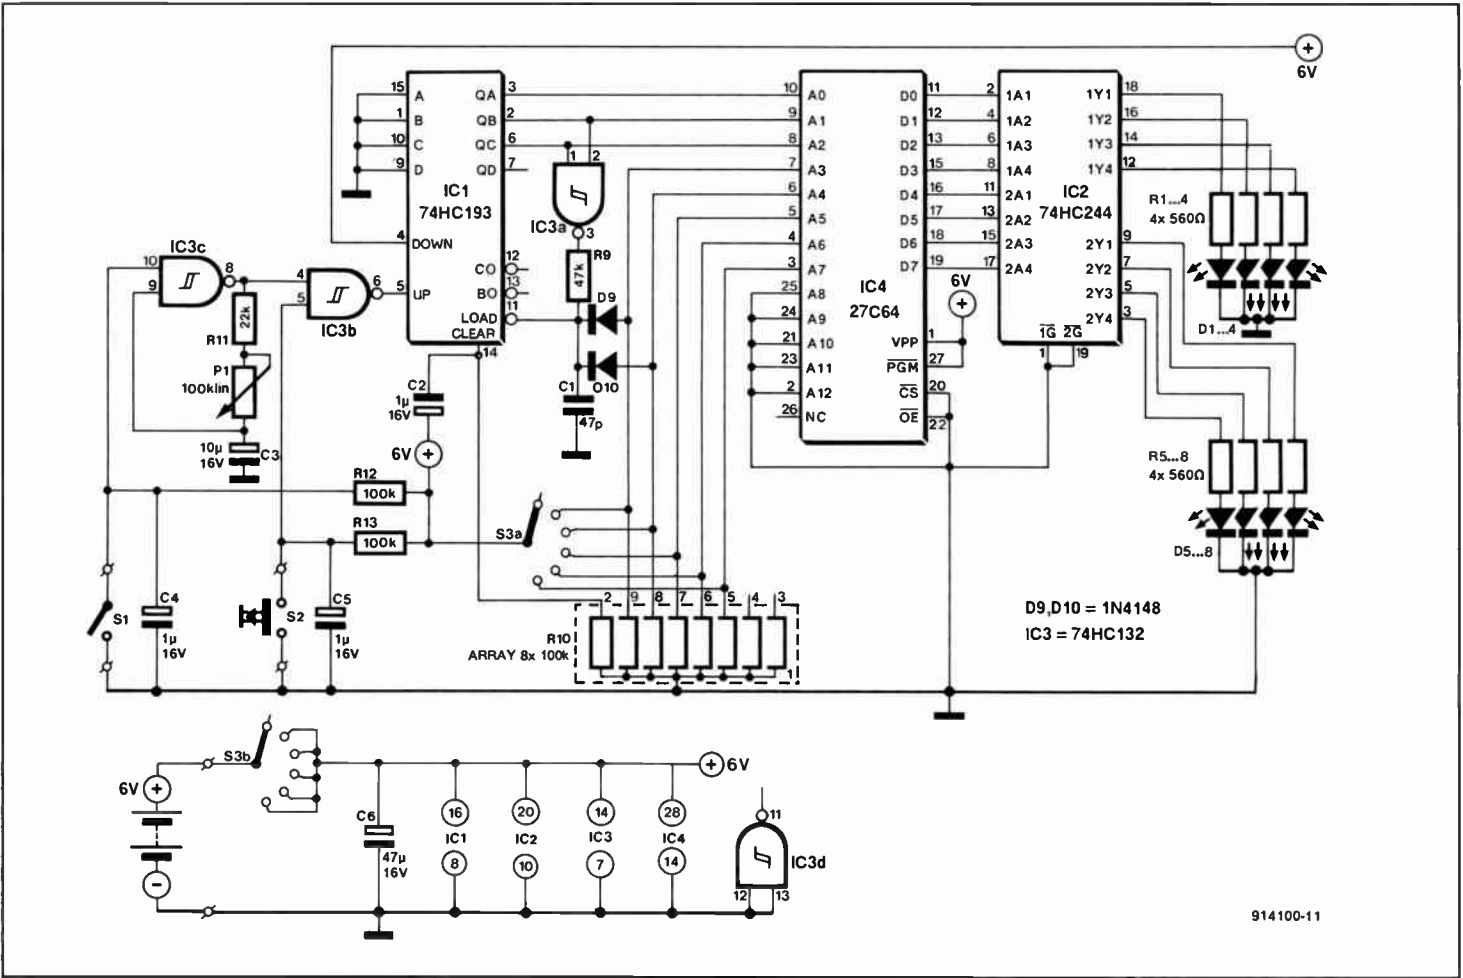 6V
15 A QA 3
1 B QB 2
10 C QC 6
9 D QD 7
IC1
74HC193
4 DOWN
CO 12
BO 13
5 UP
LOAD 11
CLEAR
14
1 2
IC3a
3
R9
47k
D9
O10
C1
47p
IC3c
10
9
8
4
5
6
IC3b
22k
R11
P1
100klin
10µ
16V
C3
C2
1µ
16V
6V
R12
100k
R13
100k
10 A0 D0 11
9 A1 D1 12
8 A2 D2 13
7 A3 D3 15
6 A4 D4 16
5 A5 D5 17
4 A6 D6 18
3 A7 D7 19
25 A8
IC4
27C64
24 A9
21 A10
VPP 1
23 A11
PGM 27
2 A12
CS 20
26 NC
OE 22
6V
2 1A1 1Y1 18
4 1A2 1Y2 16
6 1A3 1Y3 14
8 1A4 1Y4 12
IC2
74HC244
11 2A1
13 2A2
15 2A3
17 2A4
2Y1 9
2Y2 7
2Y3 5
2Y4 3
1G 2G
1 19
R1...4
4x 560Ω
D1...4
R5...8
4x 560Ω
D5...8
S3a
S1
C4
1µ
16V
S2
C5
1µ
16V
2 9 8 7 6 5 4 3
R10
ARRAY 8x 100k
1
D9,D10 = 1N4148
IC3 = 74HC132
S3b
6V
6V
C6
47µ
16V
16 20 14 28
IC1 IC2 IC3 IC4
8 10 7 14
11
IC3d
12 13
914100-11